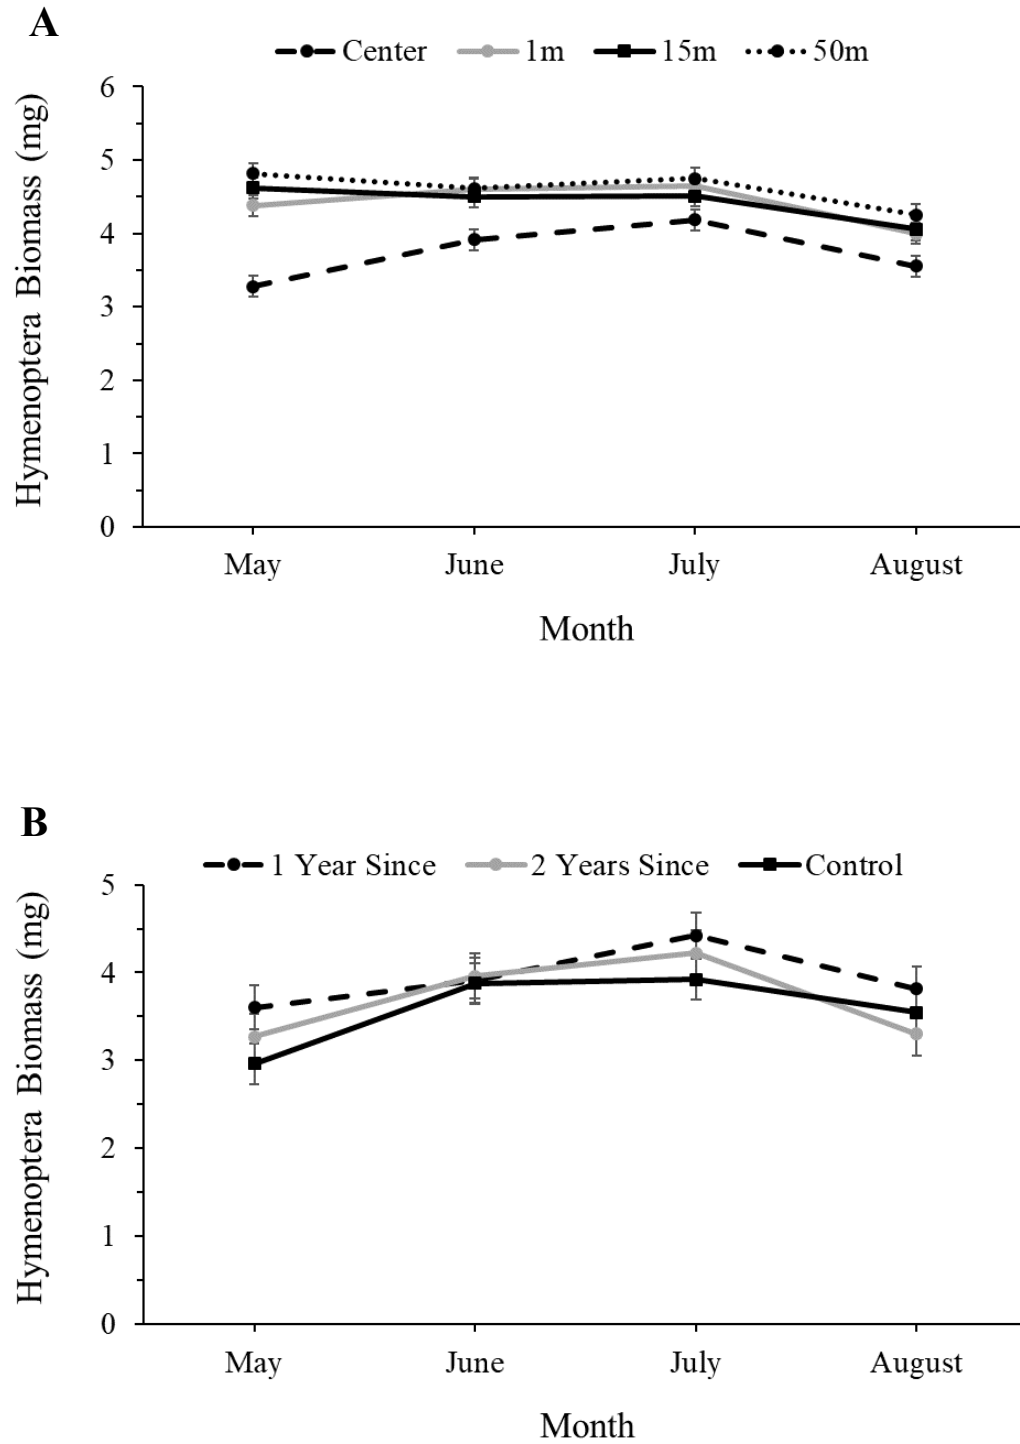 A
Center 1m 15m 50m
Hymenoptera Biomass (mg)
6
5
4
3
2
1
0
May June July August
Month
B
1 Year Since 2 Years Since Control
Hymenoptera Biomass (mg)
5
4
3
2
1
0
May June July August
Month